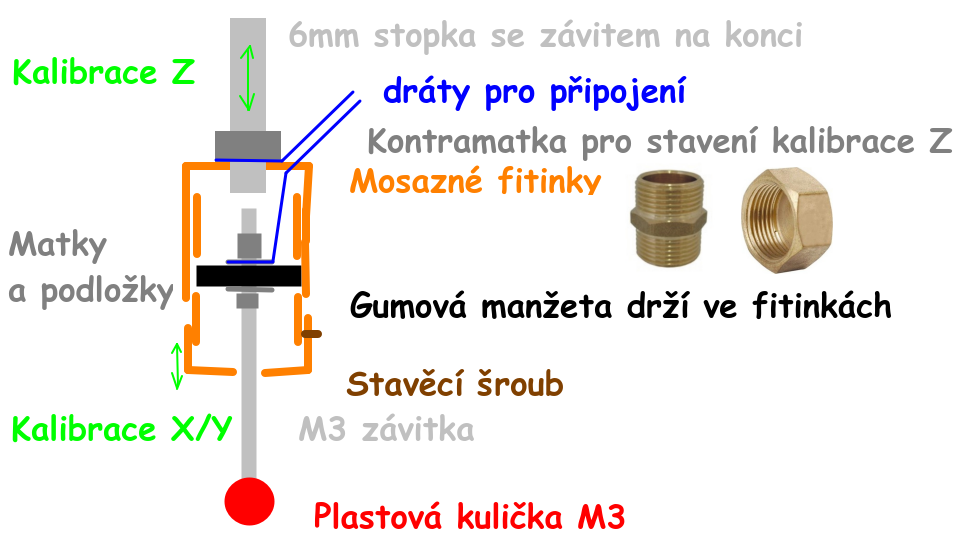 6mm stopka se závitem na konci
Kalibrace Z
dráty pro připojení
Kontramatka pro stavení kalibrace Z
Mosazné fitinky
Matky
a podložky
Gumová manžeta drží ve fitinkách
Stavěcí šroub
Kalibrace X/Y
M3 závitka
Plastová kulička M3